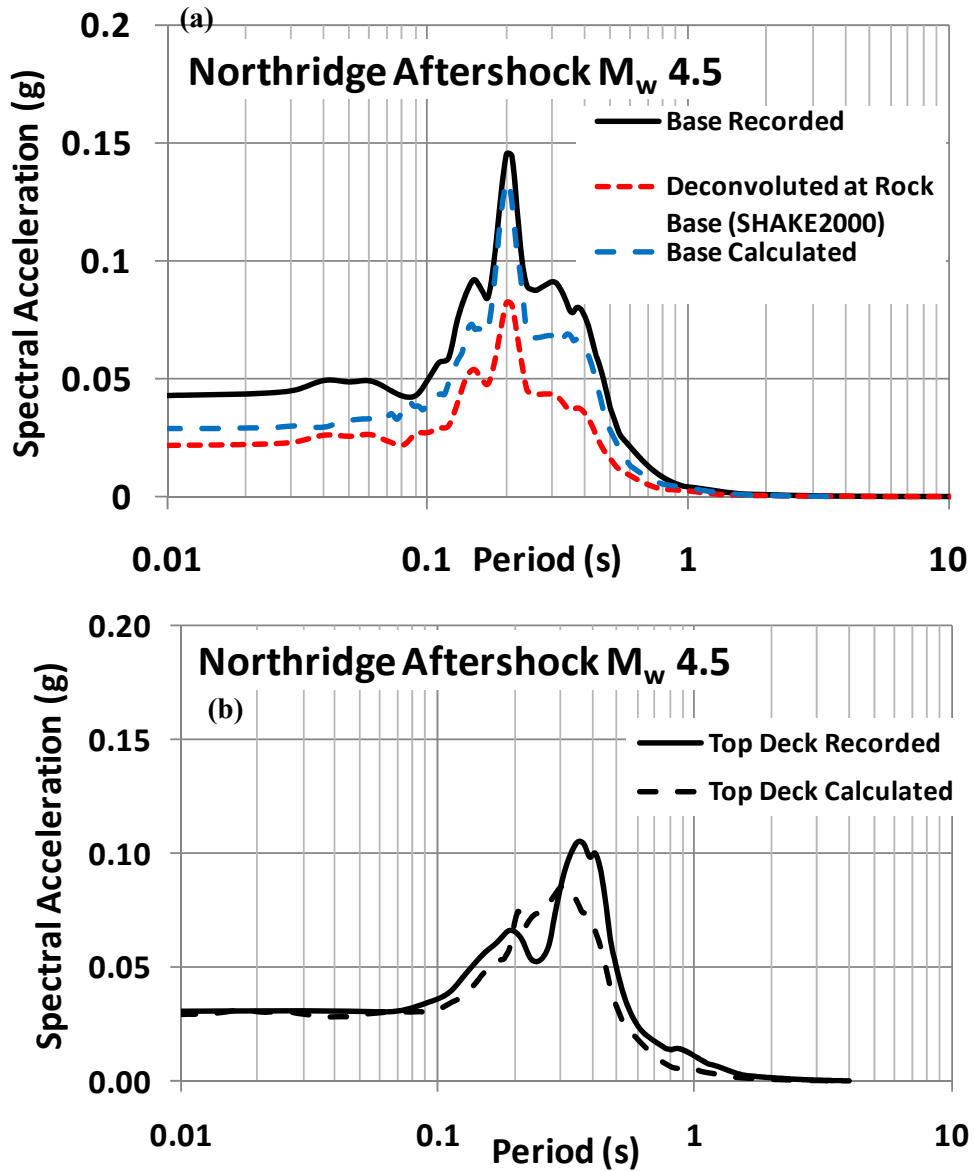 (a)
0.2
Northridge Aftershock Mw 4.5
Base Recorded
0.15
Deconvoluted at Rock
Base (SHAKE2000)
Base Calculated
0.1
0.05
0
Spectral Acceleration (g)
0.01
0.1
1
10
Period (s)
0.20
Northridge Aftershock Mw 4.5
(b)
Top Deck Recorded
0.15
Top Deck Calculated
0.10
0.05
0.00
Spectral Acceleration (g)
0.01
0.1
1
10
Period (s)